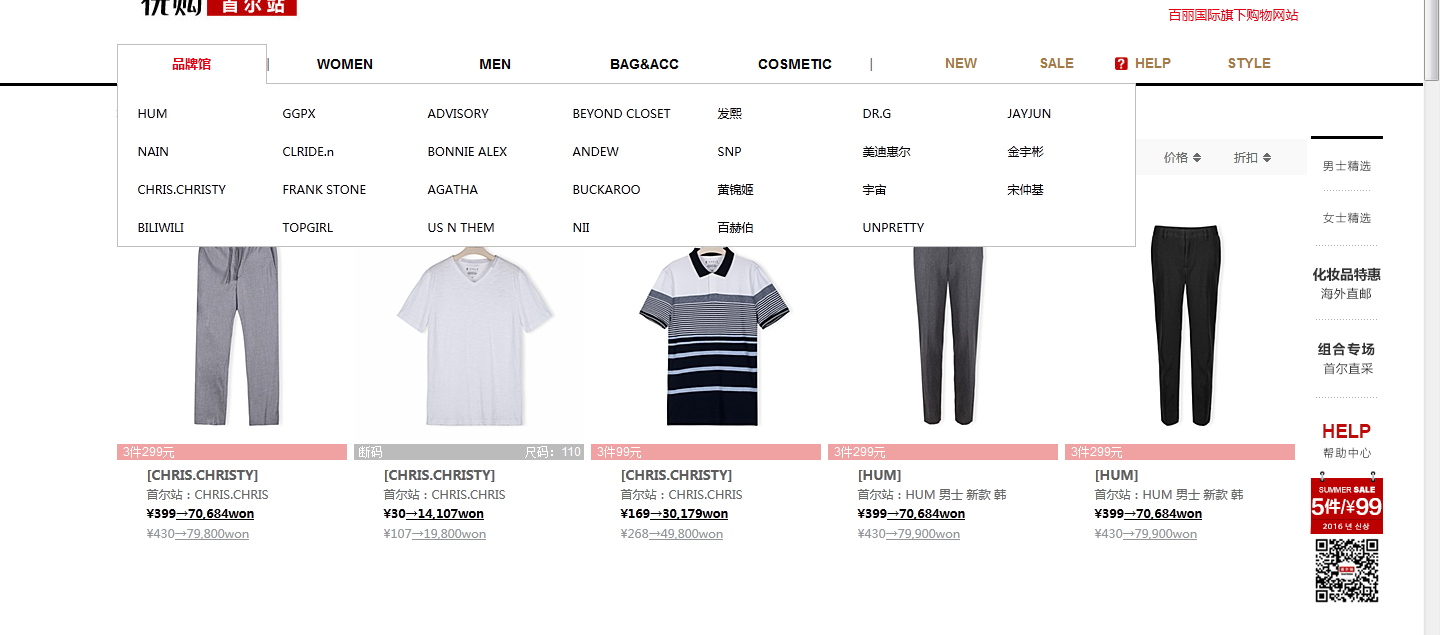 优购 首尔站
百丽国际旗下购物网站
品牌馆 | WOMEN MEN BAG&ACC COSMETIC | NEW SALE ? HELP STYLE
HUM GGPX ADVISORY BEYOND CLOSET 发熙 DR.G JAYJUN
NAIN CLRIDE.n BONNIE ALEX ANDEW SNP 美迪惠尔 金宇彬
CHRIS.CHRISTY FRANK STONE AGATHA BUCKAROO 黄锦姬 宇宙 宋仲基
BILIWILI TOPGIRL US N THEM NII 百赫伯 UNPRETTY
价格 折扣
男士精选
女士精选
化妆品特惠
海外直邮
组合专场
首尔直采
HELP
帮助中心
SUMMER SALE
5件/¥99
2016 년 신상
3件299元 断码 尺码：110 3件99元 3件299元 3件299元
[CHRIS.CHRISTY] [CHRIS.CHRISTY] [CHRIS.CHRISTY] [HUM] [HUM]
首尔站：CHRIS.CHRIS 首尔站：CHRIS.CHRIS 首尔站：CHRIS.CHRIS 首尔站：HUM 男士 新款 韩 首尔站：HUM 男士 新款 韩
¥399→70,684won ¥30→14,107won ¥169→30,179won ¥399→70,684won ¥399→70,684won
¥430→79,800won ¥107→19,800won ¥268→49,800won ¥430→79,900won ¥430→79,900won